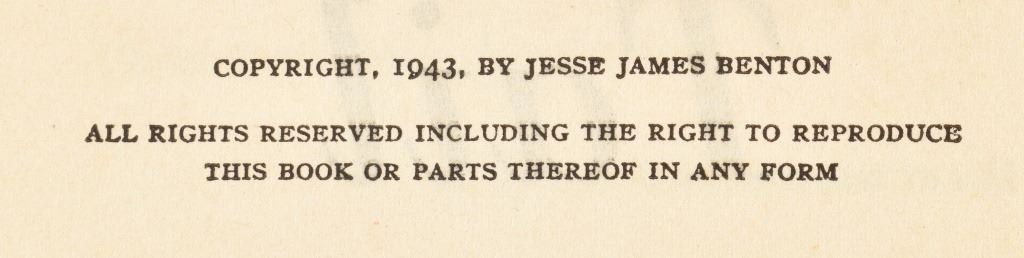 COPYRIGHT, 1943, BY JESSE JAMES BENTON
ALL RIGHTS RESERVED INCLUDING THE RIGHT TO REPRODUCE
THIS BOOK OR PARTS THEREOF IN ANY FORM